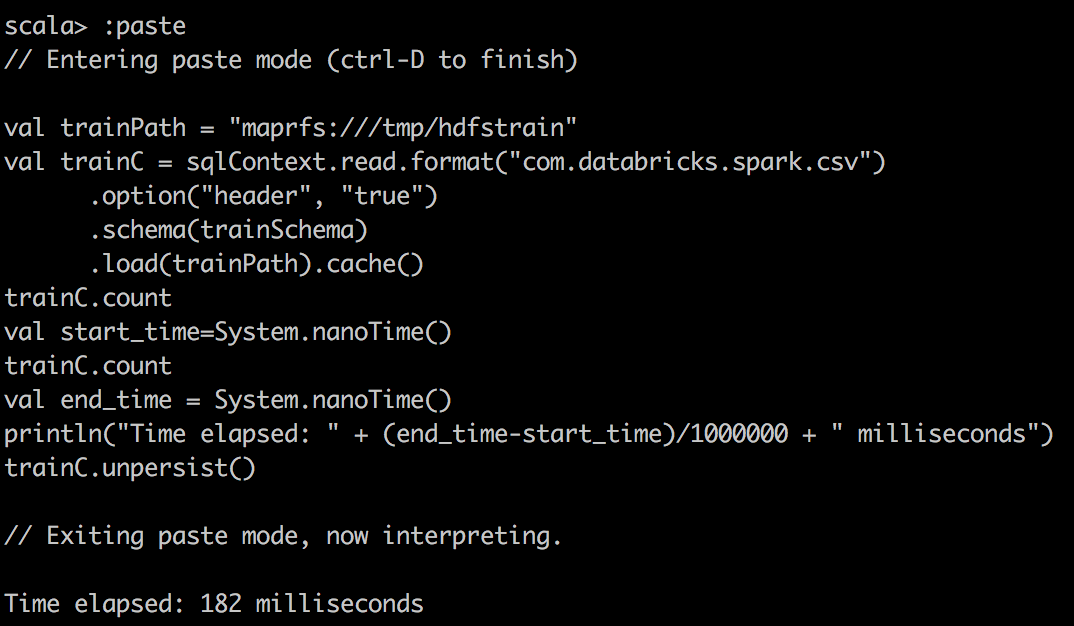 scala> :paste
// Entering paste mode (ctrl-D to finish)
val trainPath = "maprfs:///tmp/hdfstrain"
val trainC = sqlContext.read.format("com.databricks.spark.csv")
.option("header", "true")
.schema(trainSchema)
.load(trainPath).cache()
trainC.count
val start_time=System.nanoTime()
trainC.count
val end_time = System.nanoTime()
println("Time elapsed: " + (end_time-start_time)/1000000 + " milliseconds")
trainC.unpersist()
// Exiting paste mode, now interpreting.
Time elapsed: 182 milliseconds